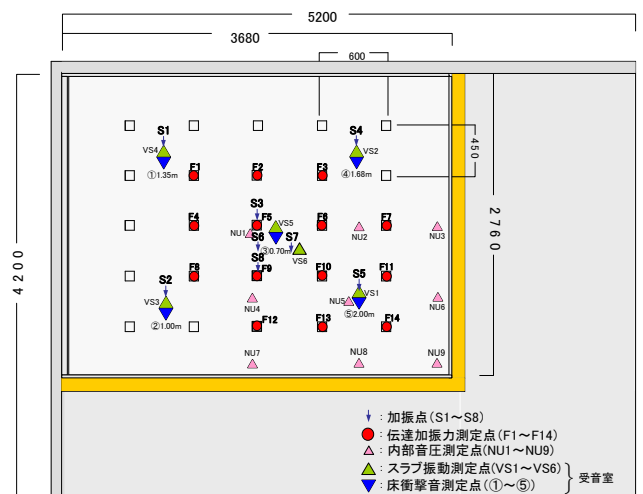 5200
3680
600
S1
S4
VS4
VS2
450
①1.35m
F1
F2
F3
④1.68m
S3
F4
F5
VS5
F6
F7
NU1
S6
S7
NU2
NU3
③0.70m
VS6
2760
4200
S8
S2
F8
F9
F10
S5
F11
VS3
VS1
NU4
NU5
NU6
②1.00m
⑤2.00m
F12
F13
F14
NU7
NU8
NU9
:加振点(S1～S8)
:伝達加振力測定点(F1～F14)
:内部音圧測定点(NU1～NU9)
:スラブ振動測定点(VS1～VS6)
受音室
:床衝撃音測定点(①～⑤)